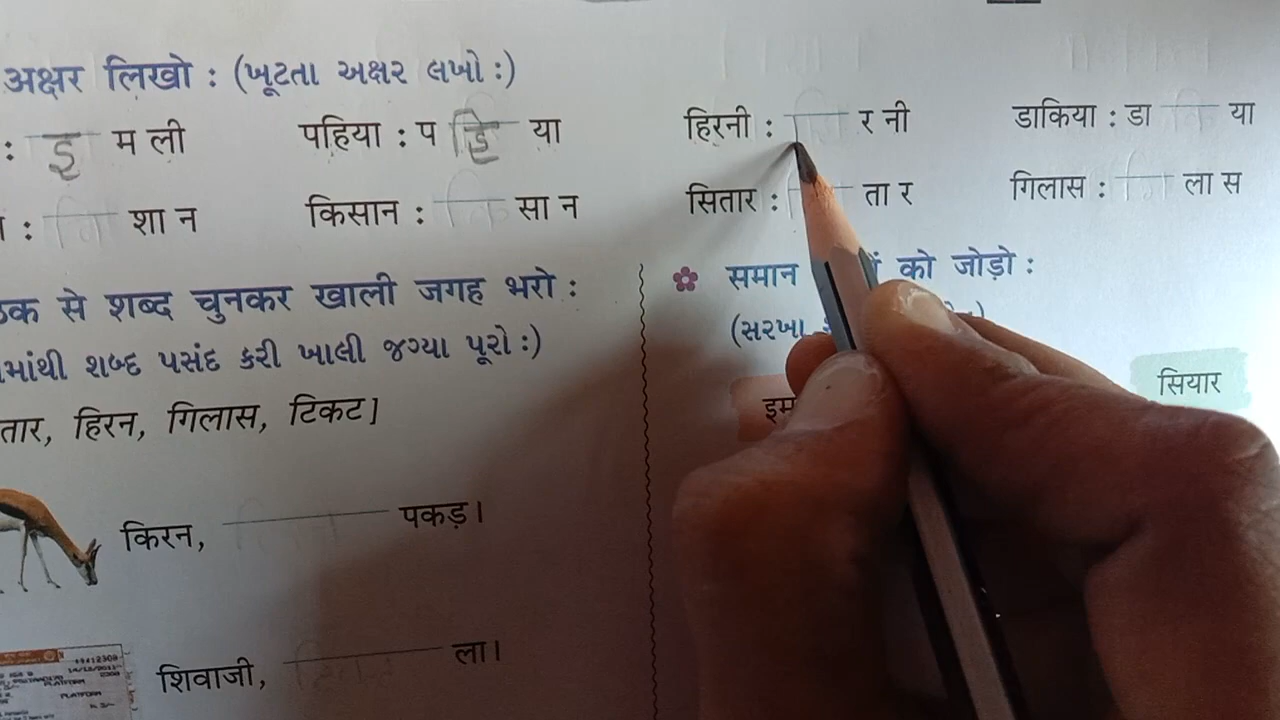 अक्षर लिखो : (ખૂટતા અક્ષર લખો :)
: इ म ली
पहिया : प हि या
हिरनी : र नी
डाकिया : डा या
: शा न
किसान : सा न
सितार : ता र
गिलास : ला स
से शब्द चुनकर खाली जगह भरो :
શબ્દ પસંદ કરી ખાલી જગ્યા પૂરો :)
हिरन, गिलास, टिकट]
किरन, पकड़।
शिवाजी, ला।
समान को जोड़ो :
(સરખા
सियार